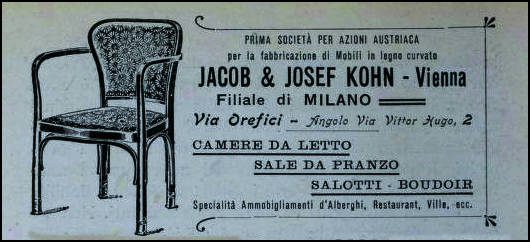 PRIMA SOCIETÀ PER AZIONI AUSTRIACA
per la fabbricazione di Mobili in legno curvato
JACOB & JOSEF KOHN - Vienna
Filiale di MILANO
Via Orefici - Angolo Via Vittor Hugo, 2
CAMERE DA LETTO
SALE DA PRANZO
SALOTTI - BOUDOIR
Specialità Ammobigliamenti d'Alberghi, Restaurant, Ville, ecc.